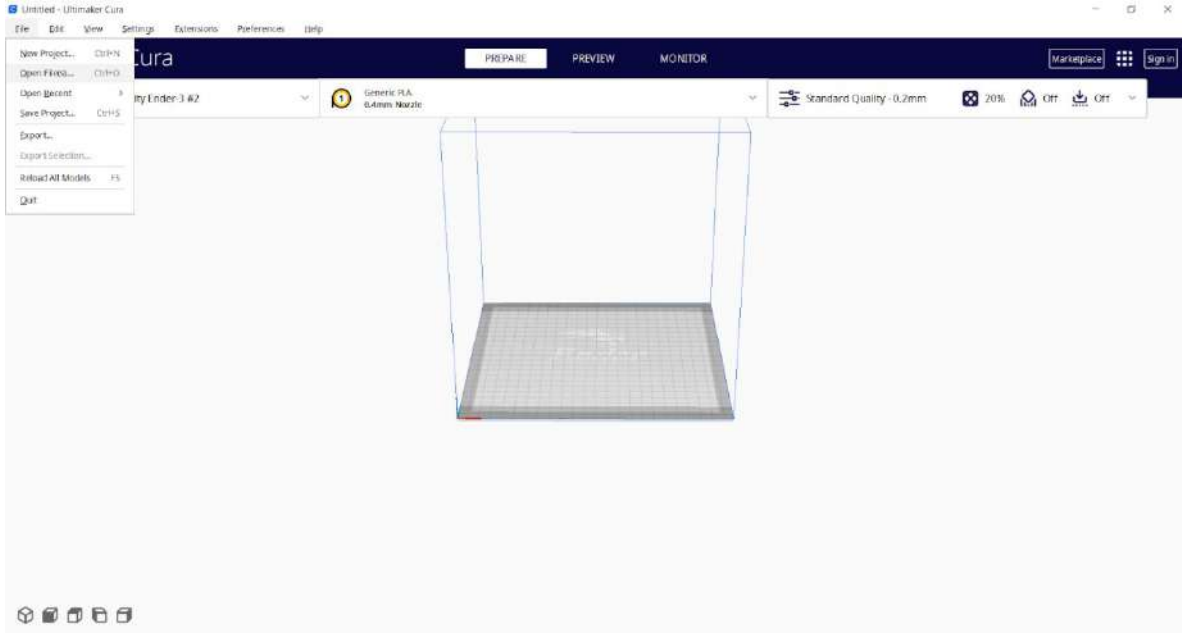 Untitled - Ultimaker Cura
File Edit View Settings Extensions Preferences Help
New Project... Ctrl+N
Open File(s)... Ctrl+O
Open Recent
Save Project... Ctrl+S
Export...
Export Selection...
Reload All Models F5
Quit
Cura
PREPARE PREVIEW MONITOR
Marketplace Sign in
ity Ender-3 #2
1
Generic PLA
0.4mm Nozzle
Standard Quality - 0.2mm 20% Off Off